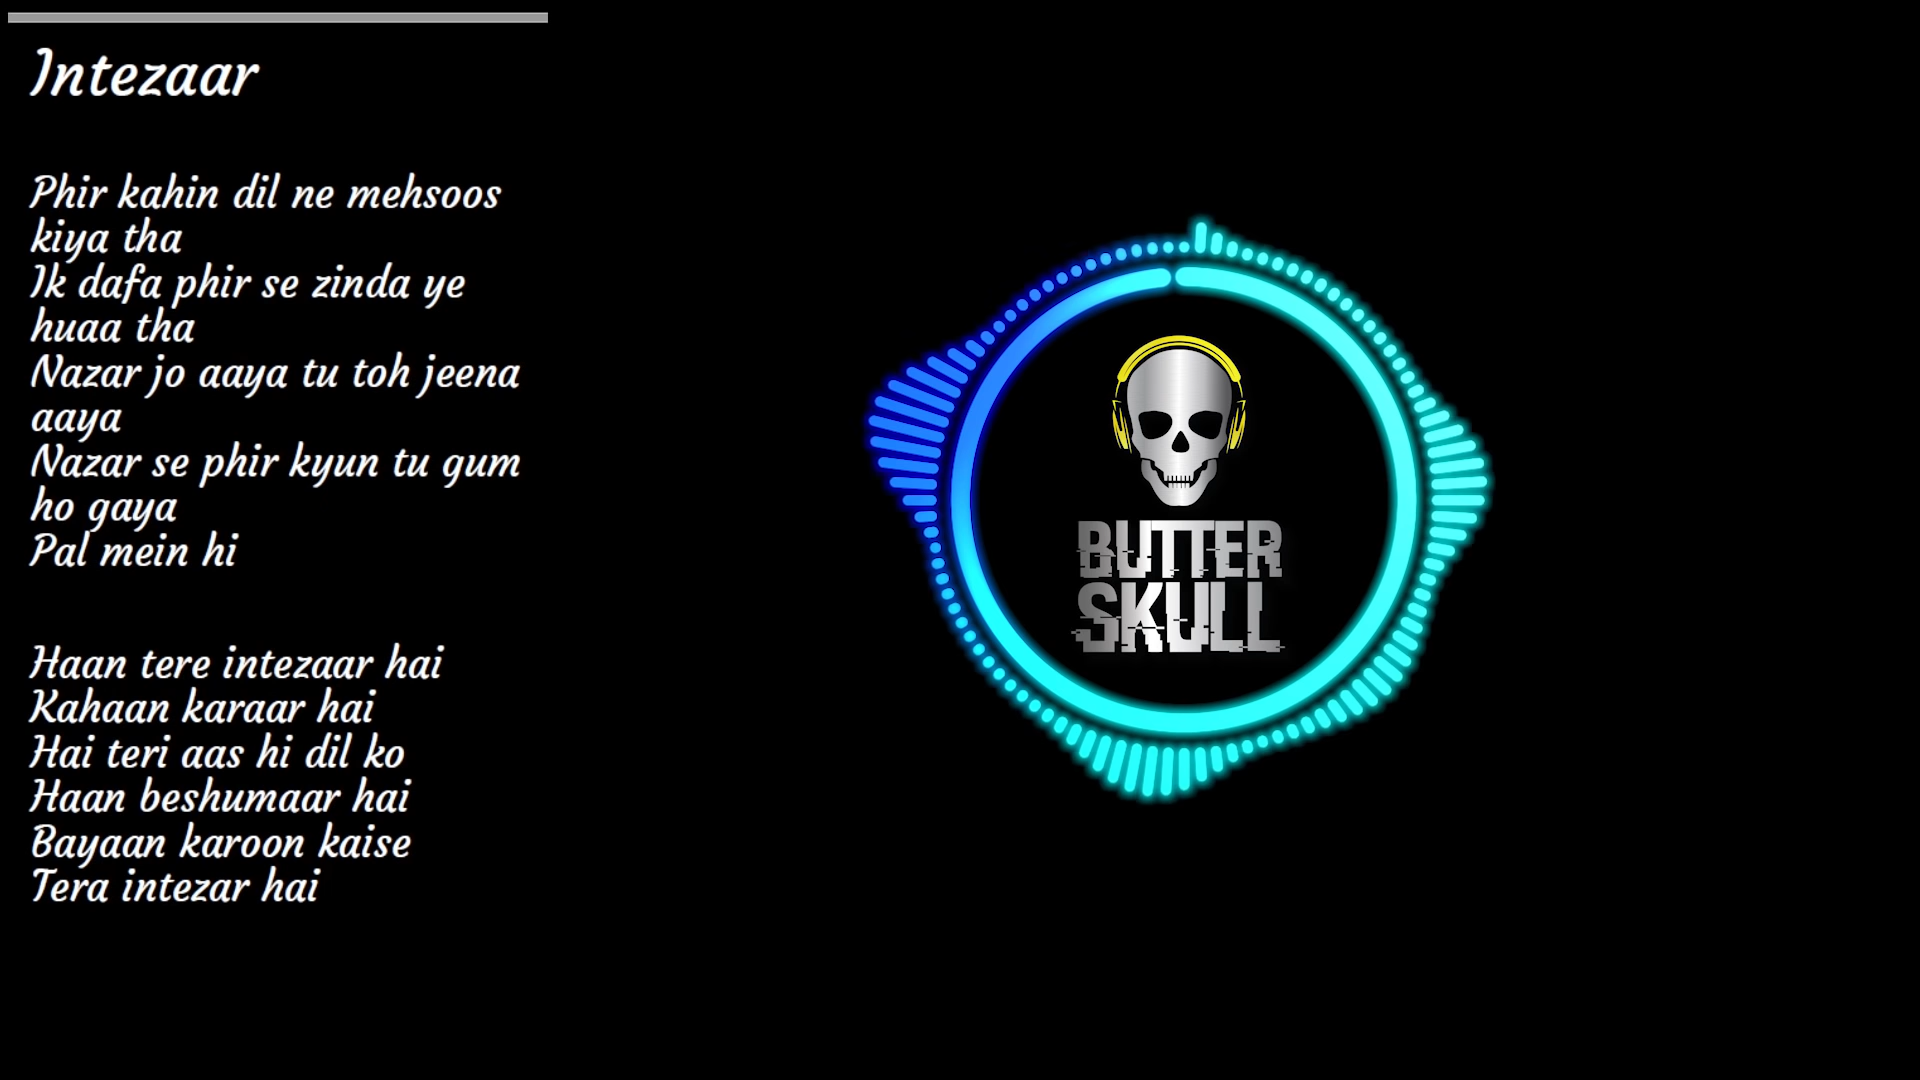 Intezaar
Phir kahin dil ne mehsoos
kiya tha
Ik dafa phir se zinda ye
huaa tha
Nazar jo aaya tu toh jeena
aaya
Nazar se phir kyun tu gum
ho gaya
Pal mein hi
Haan tere intezaar hai
Kahaan karaar hai
Hai teri aas hi dil ko
Haan beshumaar hai
Bayaan karoon kaise
Tera intezar hai
BUTTER
SKULL